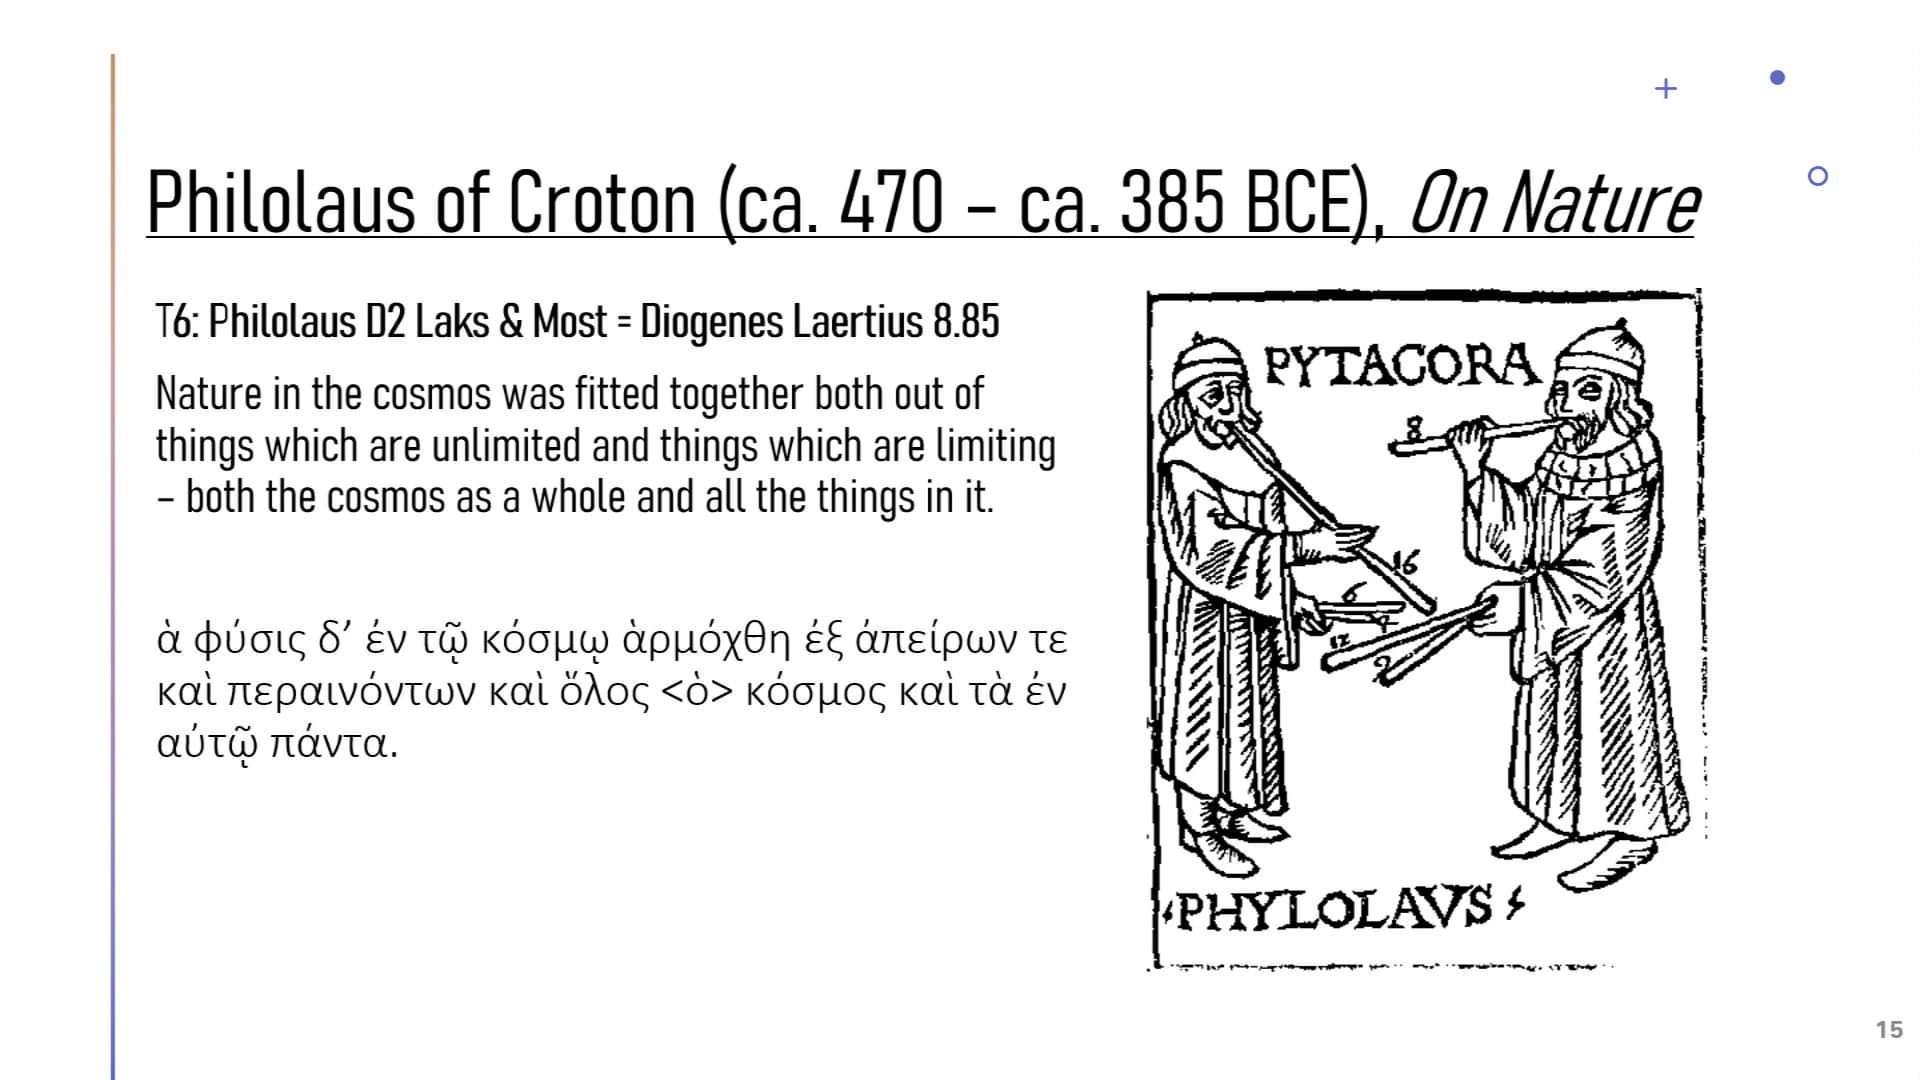 Philolaus of Croton (ca. 470 – ca. 385 BCE), On Nature
T6: Philolaus D2 Laks & Most = Diogenes Laertius 8.85
Nature in the cosmos was fitted together both out of
things which are unlimited and things which are limiting
– both the cosmos as a whole and all the things in it.
ἁ φύσις δ’ ἐν τῷ κόσμῳ ἁρμόχθη ἐξ ἀπείρων τε
καὶ περαινόντων καὶ ὅλος <ὁ> κόσμος καὶ τὰ ἐν
αὐτῷ πάντα.
PYTAGORA
8
16
6
12
9
PHYLOLAVS
15